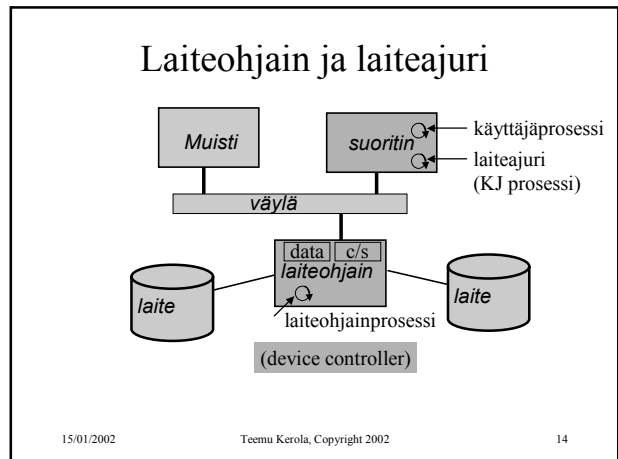 Laiteohjain ja laiteajuri
Muisti
suoritin
käyttäjäprosessi
laiteajuri
(KJ prosessi)
väylä
data
c/s
laiteohjain
laite
laite
laiteohjainprosessi
(device controller)
15/01/2002
Teemu Kerola, Copyright 2002
14